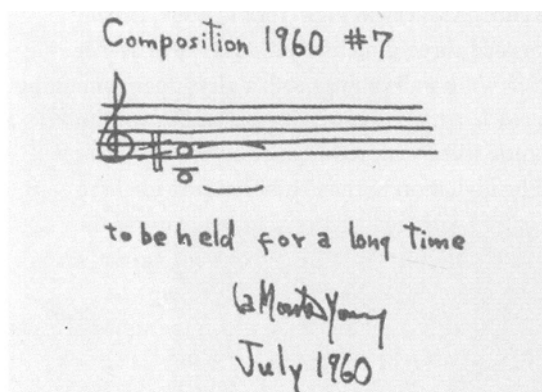 Composition 1960 #7
to be held for a long time
La Monte Young
July 1960